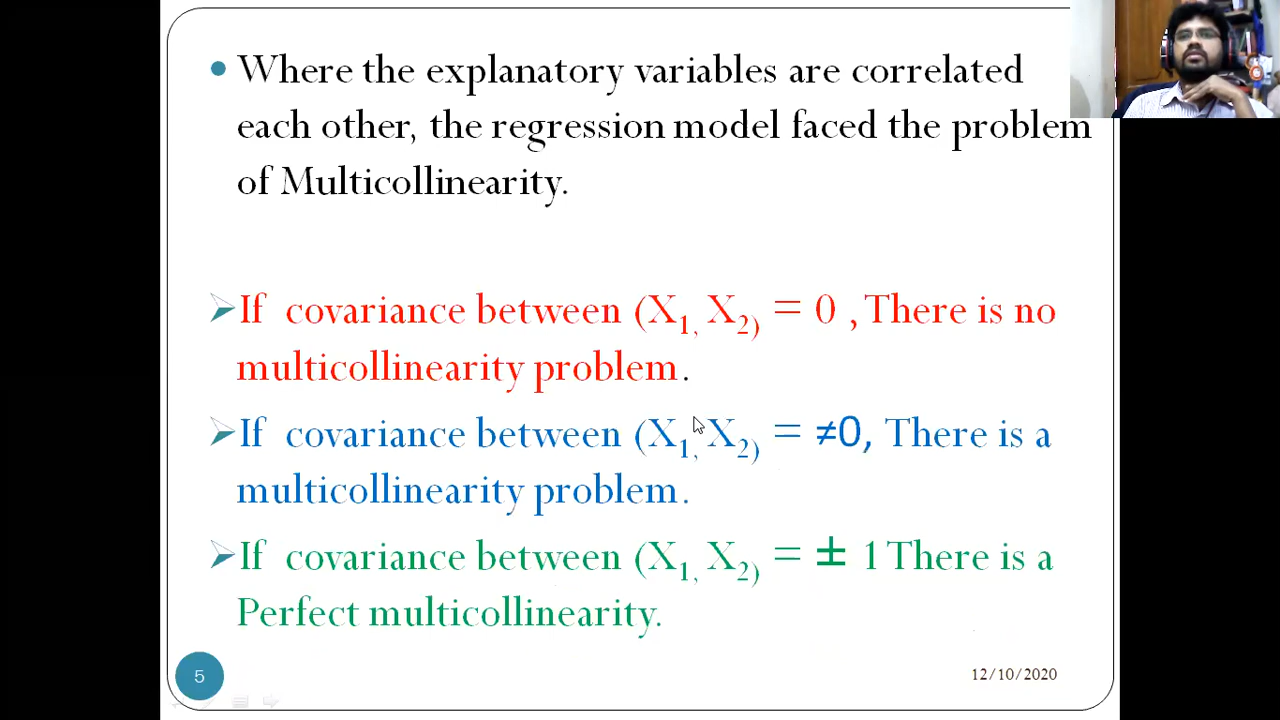 • Where the explanatory variables are correlated
each other, the regression model faced the problem
of Multicollinearity.
➢If covariance between (X1, X2) = 0 , There is no
multicollinearity problem.
➢If covariance between (X1, X2) = ≠0, There is a
multicollinearity problem.
➢If covariance between (X1, X2) = ± 1 There is a
Perfect multicollinearity.
5
12/10/2020